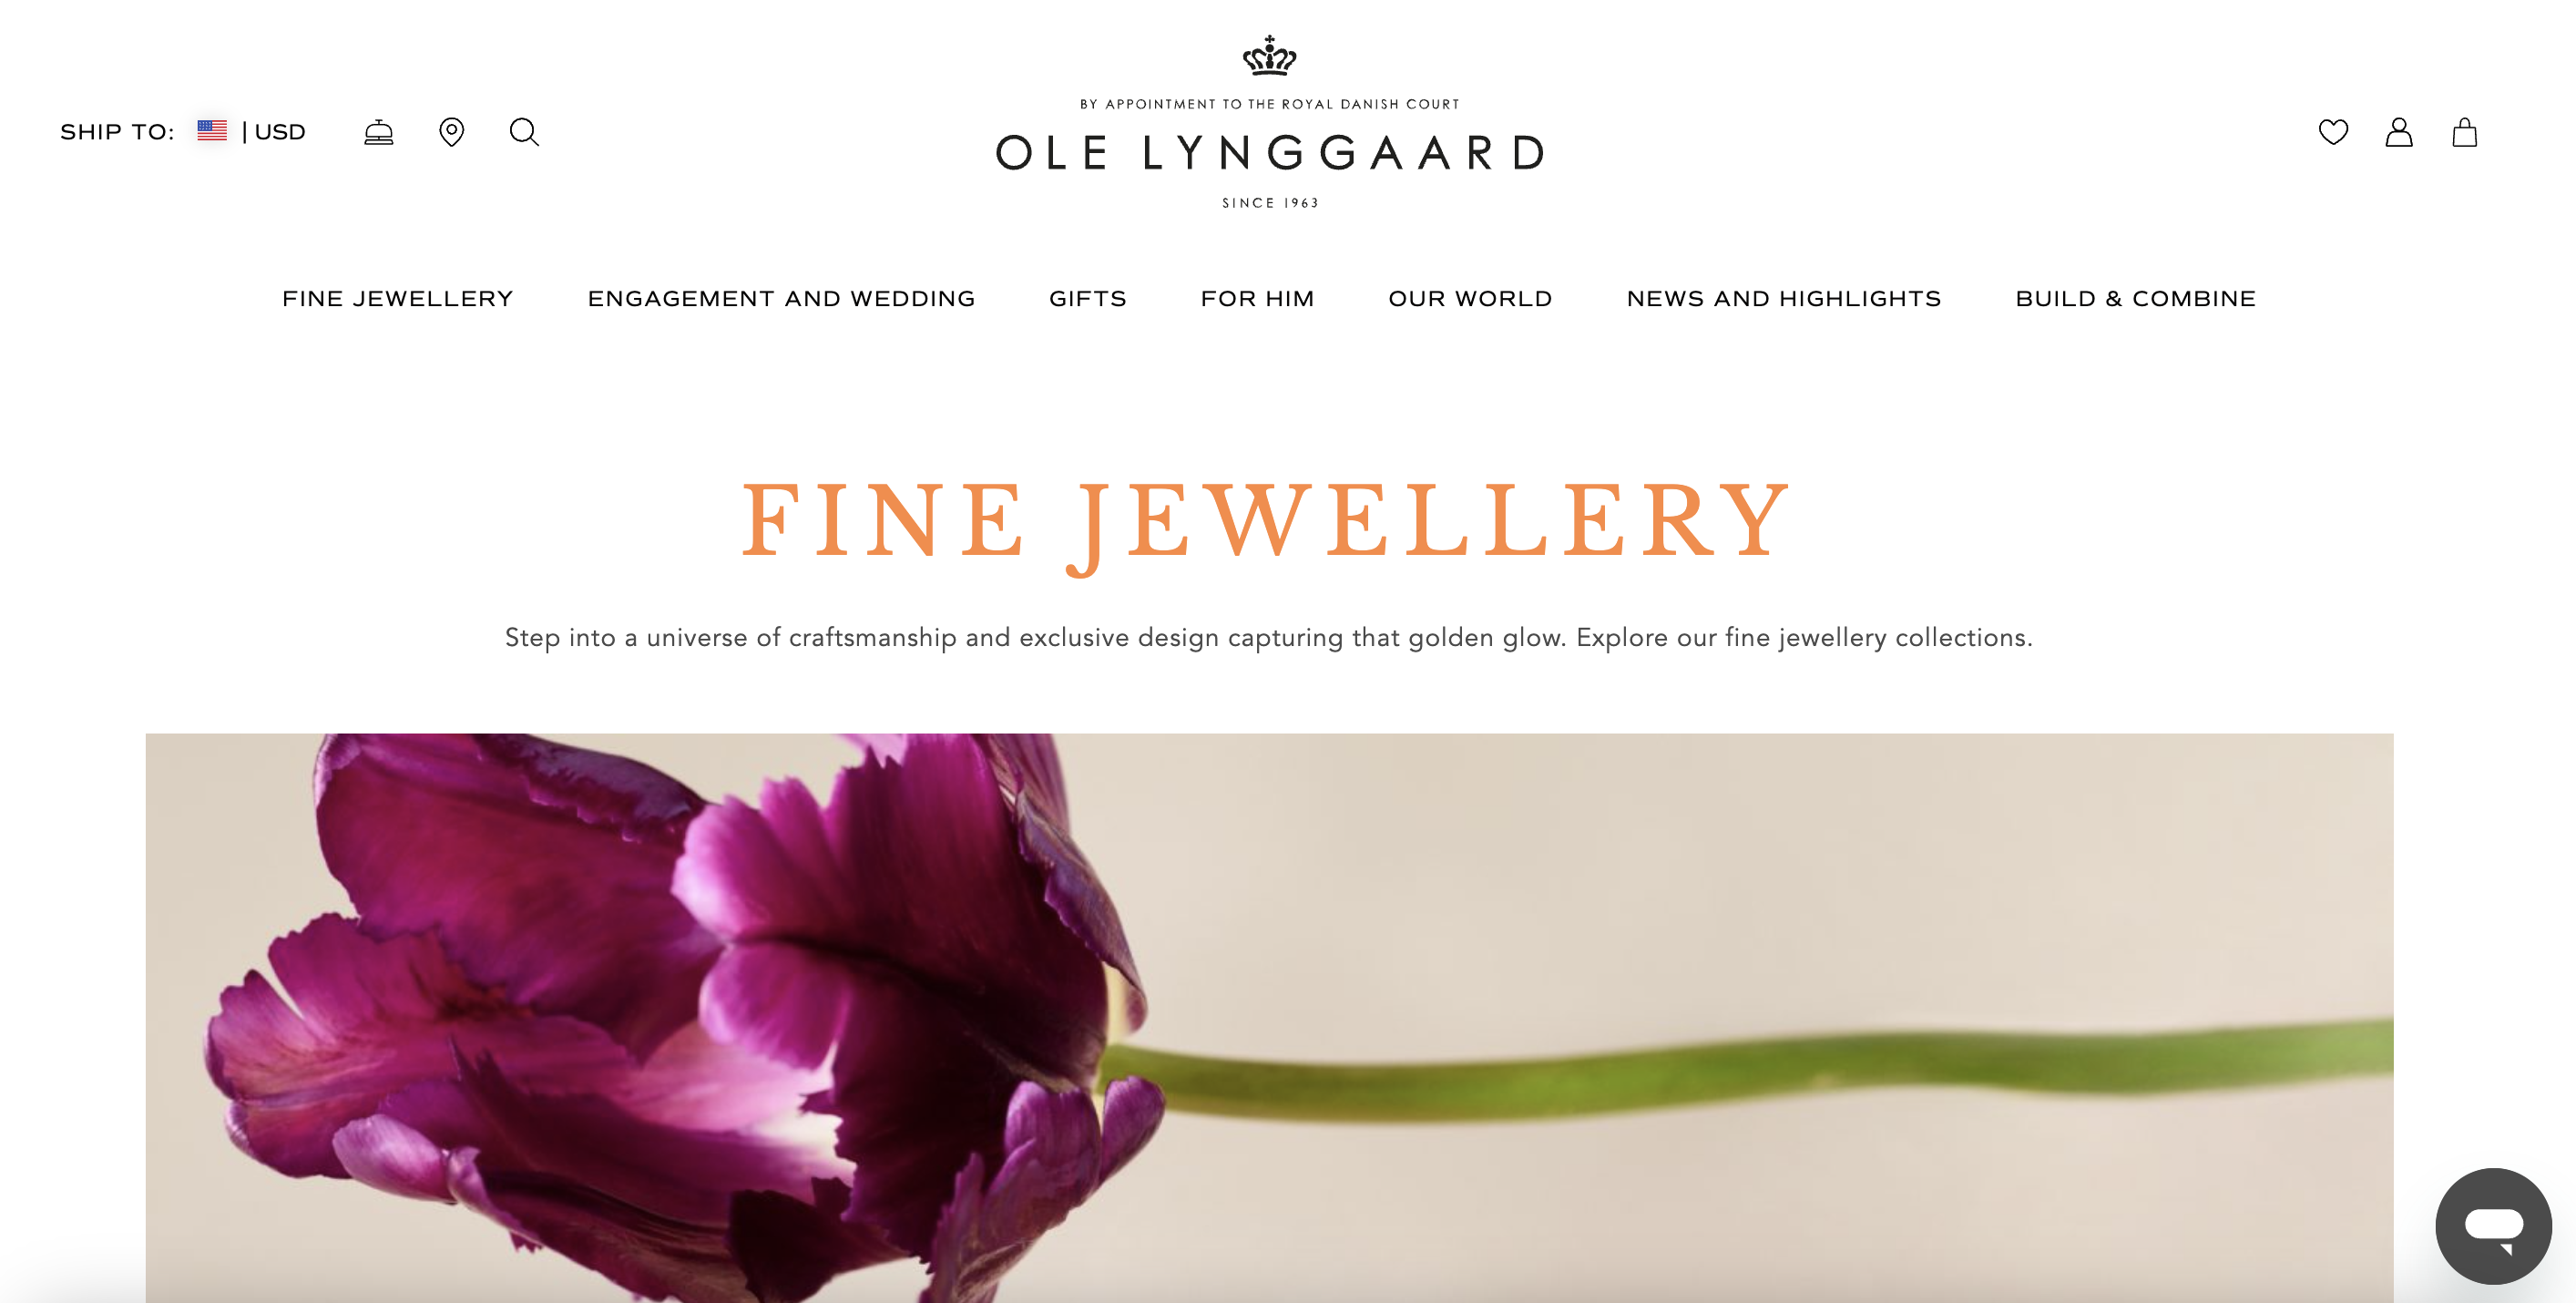 BY APPOINTMENT TO THE ROYAL DANISH COURT
SHIP TO: | USD
OLE LYNGGAARD
SINCE 1963
FINE JEWELLERY ENGAGEMENT AND WEDDING GIFTS FOR HIM OUR WORLD NEWS AND HIGHLIGHTS BUILD & COMBINE
FINE JEWELLERY
Step into a universe of craftsmanship and exclusive design capturing that golden glow. Explore our fine jewellery collections.